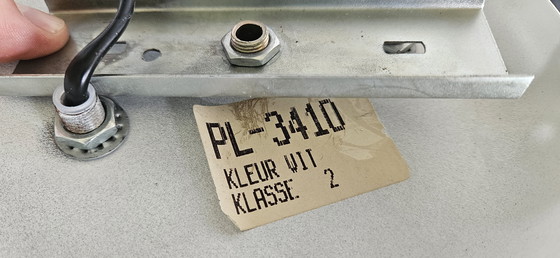 PL-3410
KLEUR WIT
KLASSE 2